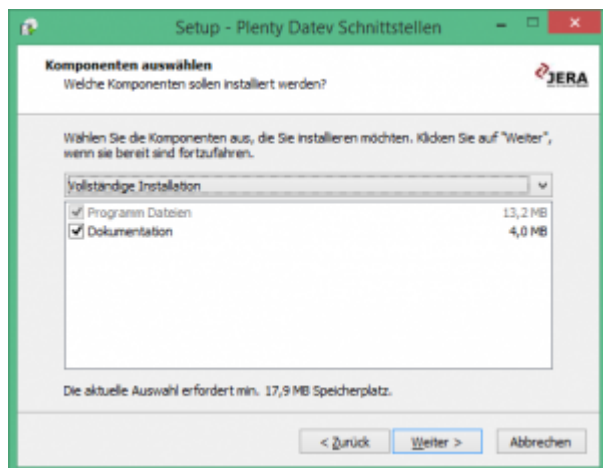 Setup - Plenty Datev Schnittstellen
Komponenten auswählen
Welche Komponenten sollen installiert werden?
JERA
Wählen Sie die Komponenten aus, die Sie installieren möchten. Klicken Sie auf "Weiter",
wenn sie bereit sind fortzufahren.
Vollständige Installation
Programm Dateien 13,2 MB
Dokumentation 4,0 MB
Die aktuelle Auswahl erfordert min. 17,9 MB Speicherplatz.
< Zurück Weiter > Abbrechen